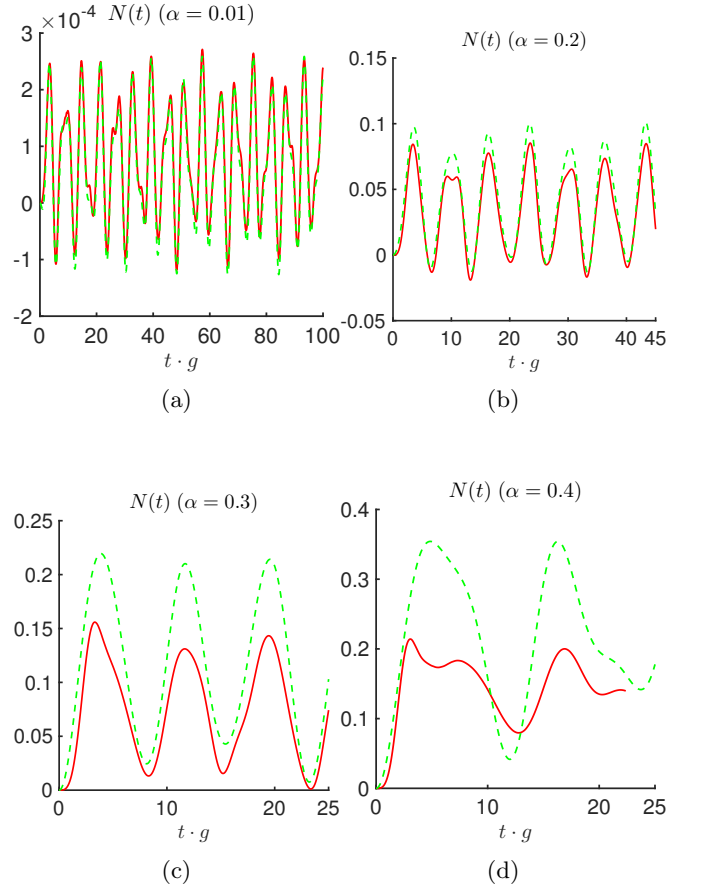 ×10^-4 N(t) (α = 0.01)
3
2
1
0
-1
-2
0 20 40 60 80 100
t · g
(a)
N(t) (α = 0.2)
0.15
0.1
0.05
0
-0.05
0 10 20 30 40 45
t · g
(b)
N(t) (α = 0.3)
0.25
0.2
0.15
0.1
0.05
0
0 10 20 25
t · g
(c)
N(t) (α = 0.4)
0.4
0.3
0.2
0.1
0
0 10 20 25
t · g
(d)